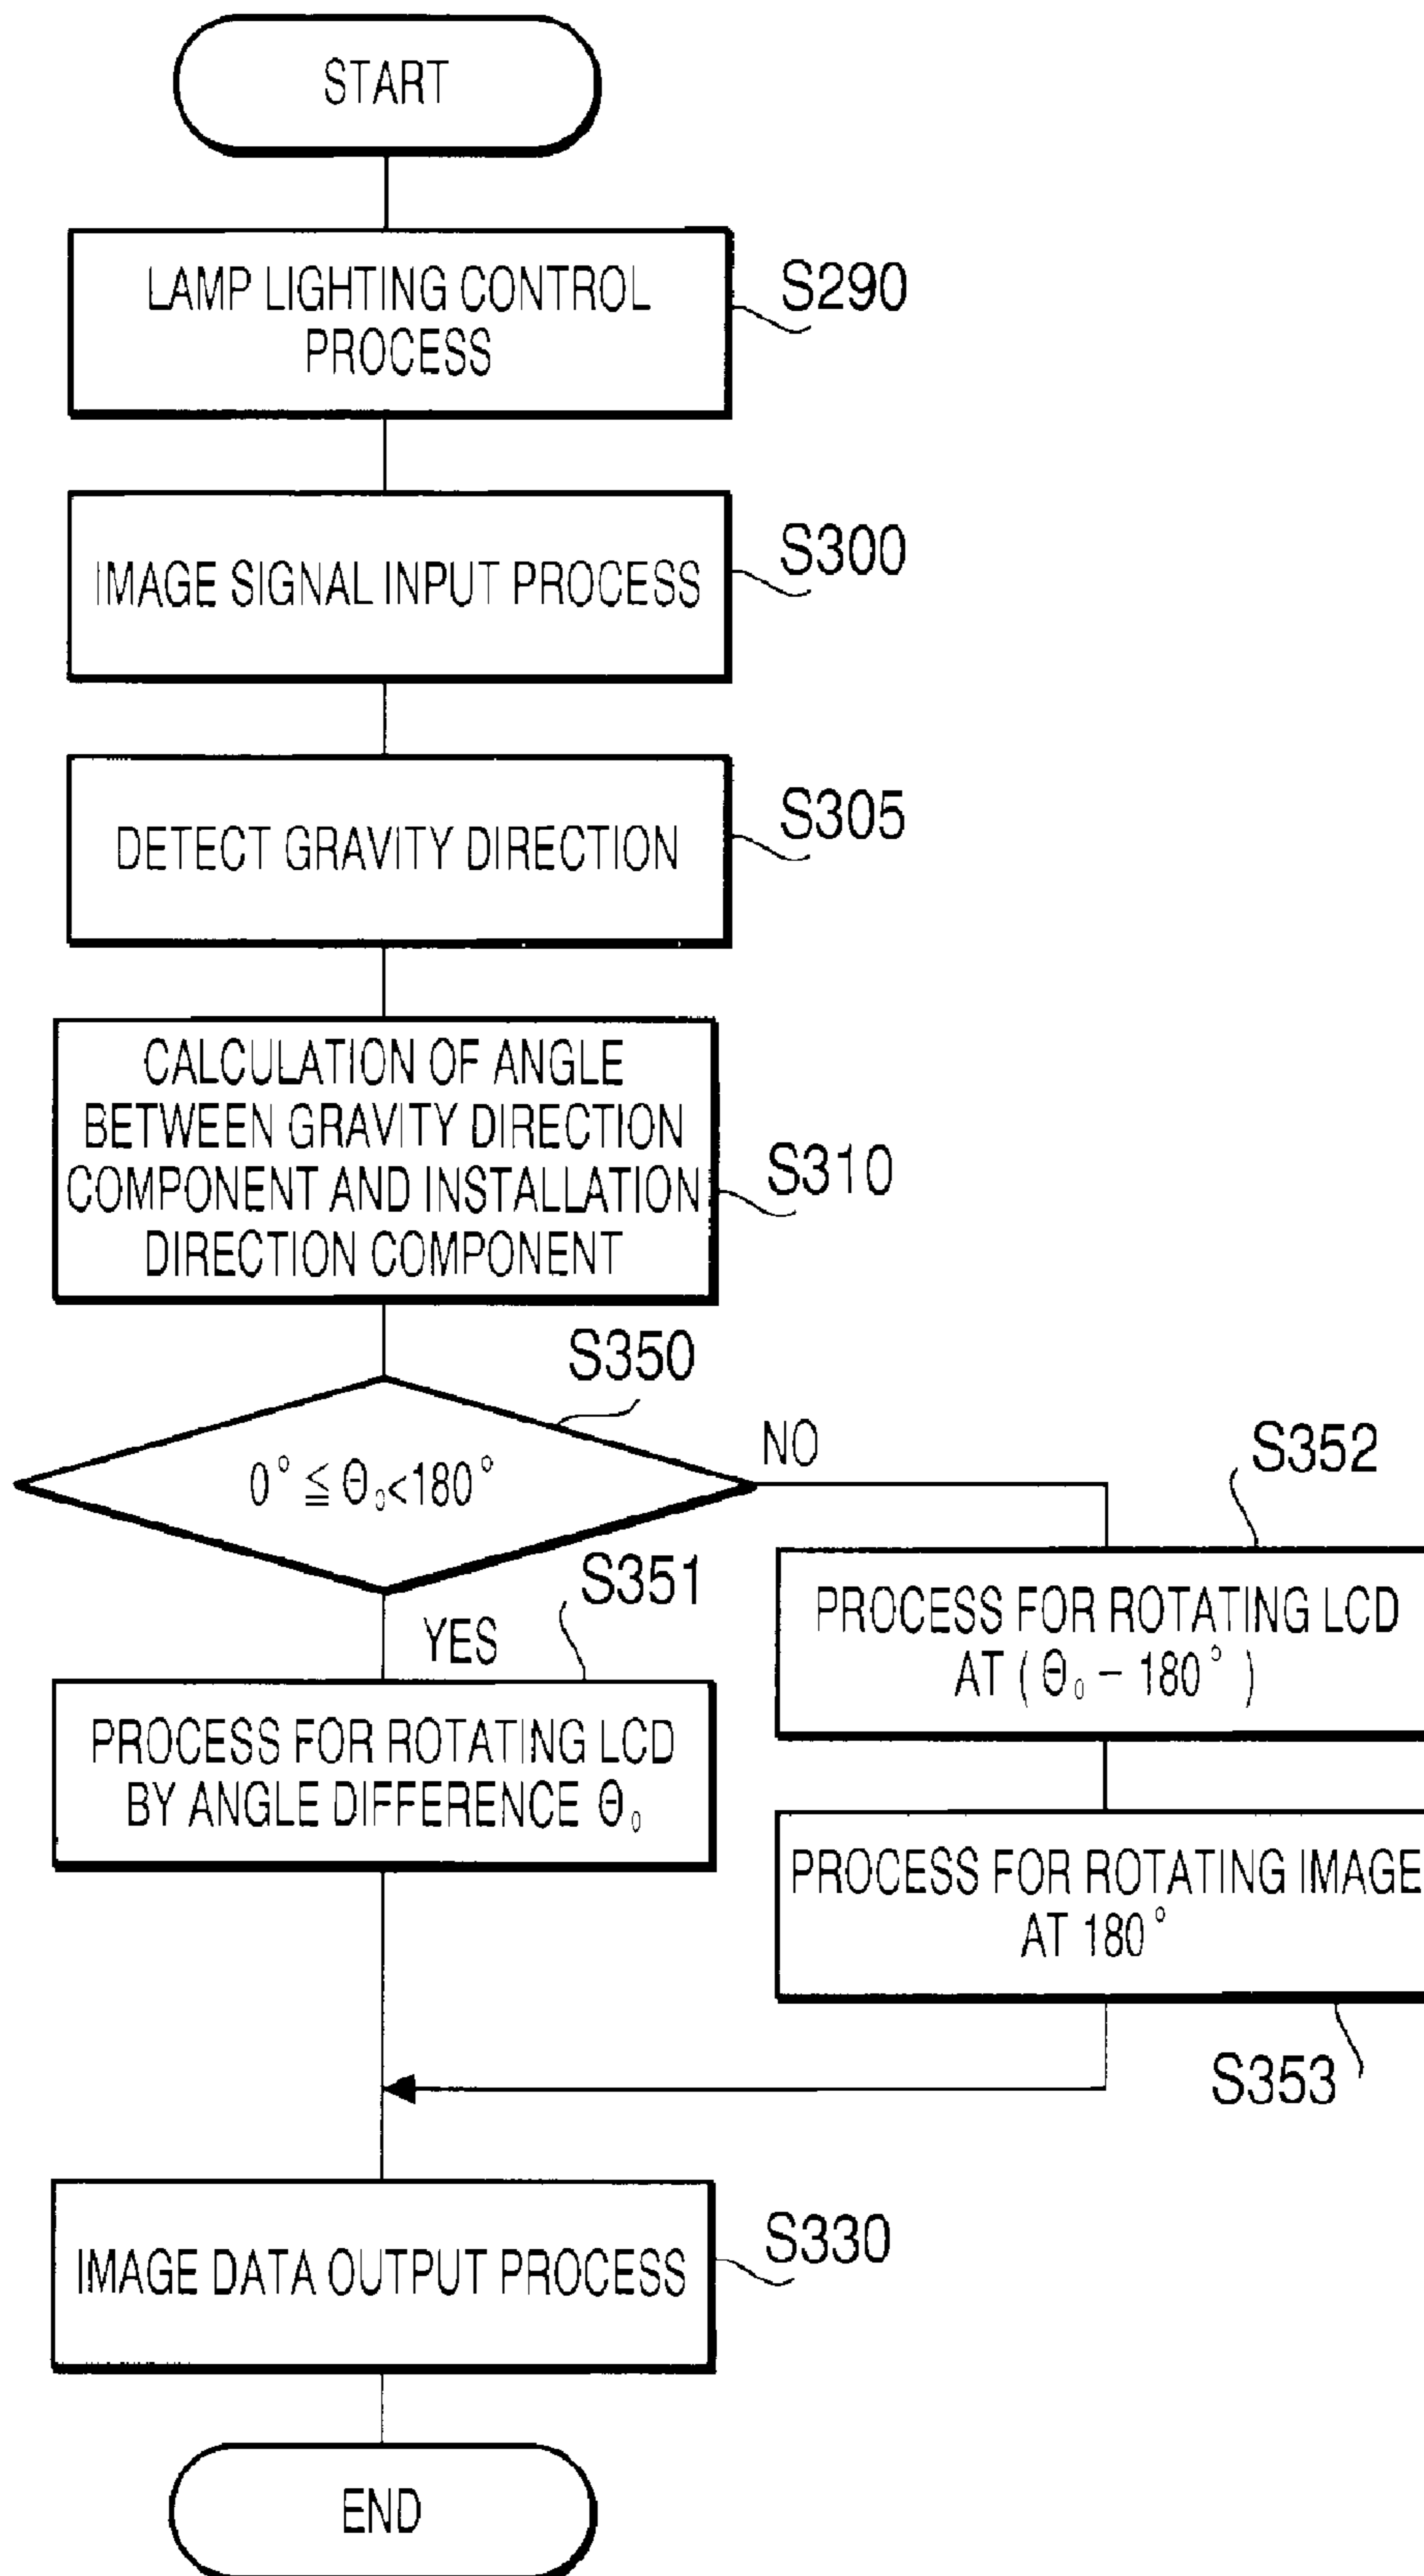 START
LAMP LIGHTING CONTROL
PROCESS
S290
IMAGE SIGNAL INPUT PROCESS
S300
DETECT GRAVITY DIRECTION
S305
CALCULATION OF ANGLE
BETWEEN GRAVITY DIRECTION
COMPONENT AND INSTALLATION
DIRECTION COMPONENT
S310
S350
0° ≦ Θ₀<180°
NO
YES
S351
PROCESS FOR ROTATING LCD
BY ANGLE DIFFERENCE Θ₀
S352
PROCESS FOR ROTATING LCD
AT (Θ₀ − 180°)
PROCESS FOR ROTATING IMAGE
AT 180°
S353
IMAGE DATA OUTPUT PROCESS
S330
END